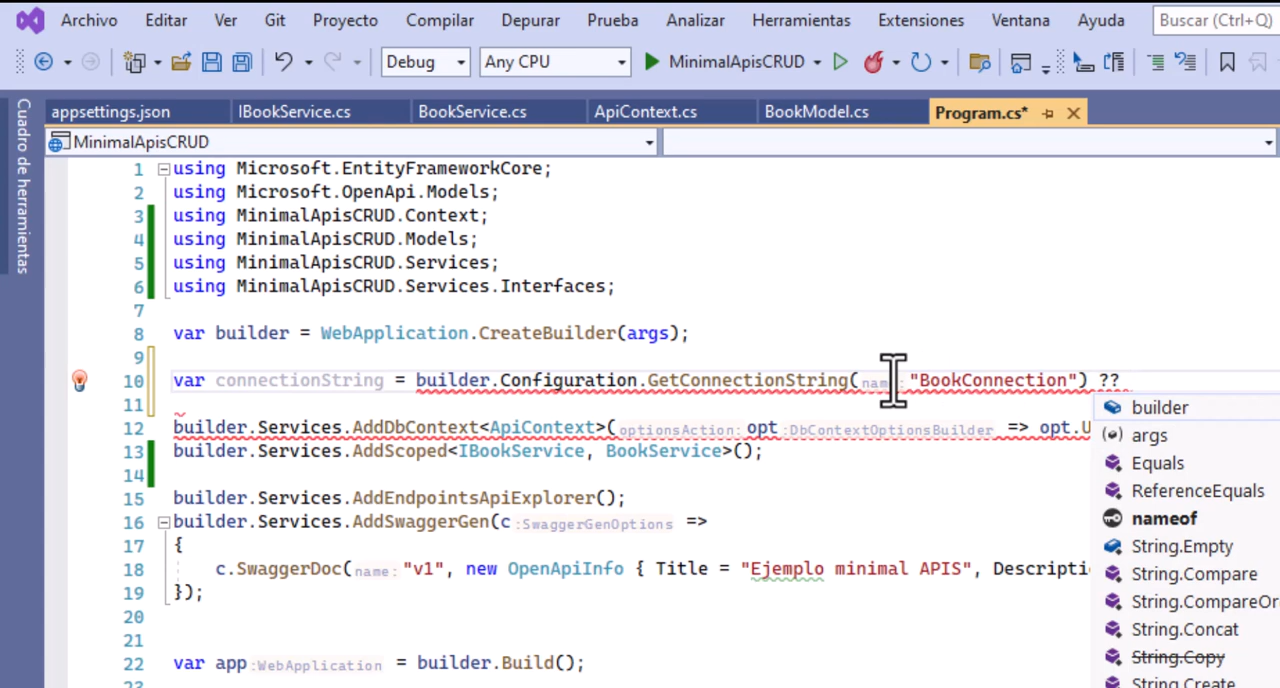 Archivo Editar Ver Git Proyecto Compilar Depurar Prueba Analizar Herramientas Extensiones Ventana Ayuda Buscar (Ctrl+Q)
Debug Any CPU MinimalApisCRUD
appsettings.json IBookService.cs BookService.cs ApiContext.cs BookModel.cs Program.cs*
Cuadro de herramientas
MinimalApisCRUD
1 using Microsoft.EntityFrameworkCore;
2 using Microsoft.OpenApi.Models;
3 using MinimalApisCRUD.Context;
4 using MinimalApisCRUD.Models;
5 using MinimalApisCRUD.Services;
6 using MinimalApisCRUD.Services.Interfaces;
7
8 var builder = WebApplication.CreateBuilder(args);
9
10 var connectionString = builder.Configuration.GetConnectionString( "BookConnection") ??
11
12 builder.Services.AddDbContext<ApiContext>(optionsAction: opt :DbContextOptionsBuilder => opt.U
13 builder.Services.AddScoped<IBookService, BookService>();
14
15 builder.Services.AddEndpointsApiExplorer();
16 builder.Services.AddSwaggerGen(c :SwaggerGenOptions =>
17 {
18 c.SwaggerDoc(name: "v1", new OpenApiInfo { Title = "Ejemplo minimal APIS", Descripti
19 });
20
21
22 var app :WebApplication = builder.Build();
23
builder
args
Equals
ReferenceEquals
nameof
String.Empty
String.Compare
String.CompareOr
String.Concat
String.Copy
String.Create